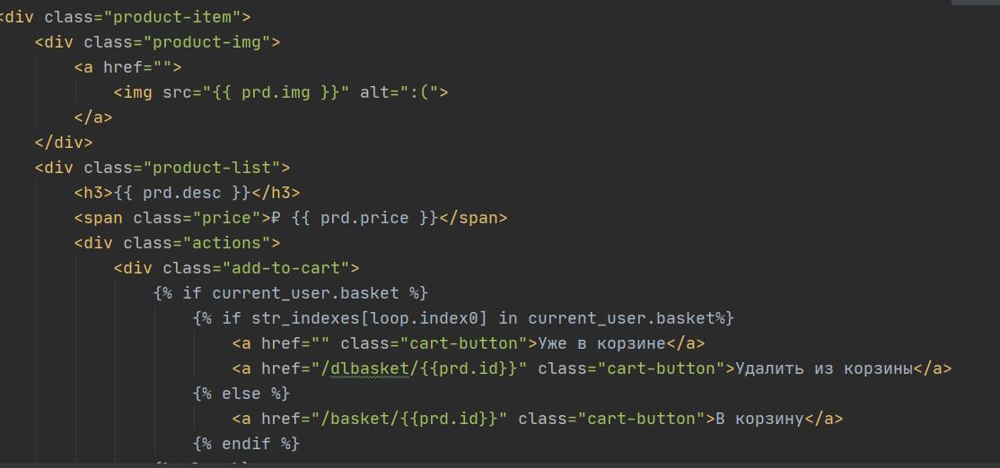 <div class="product-item">
    <div class="product-img">
        <a href="">
            <img src="{{ prd.img }}" alt=":(">
        </a>
    </div>
    <div class="product-list">
        <h3>{{ prd.desc }}</h3>
        <span class="price">₽ {{ prd.price }}</span>
        <div class="actions">
            <div class="add-to-cart">
                {% if current_user.basket %}
                    {% if str_indexes[loop.index0] in current_user.basket%}
                        <a href="" class="cart-button">Уже в корзине</a>
                        <a href="/dlbasket/{{prd.id}}" class="cart-button">Удалить из корзины</a>
                    {% else %}
                        <a href="/basket/{{prd.id}}" class="cart-button">В корзину</a>
                    {% endif %}